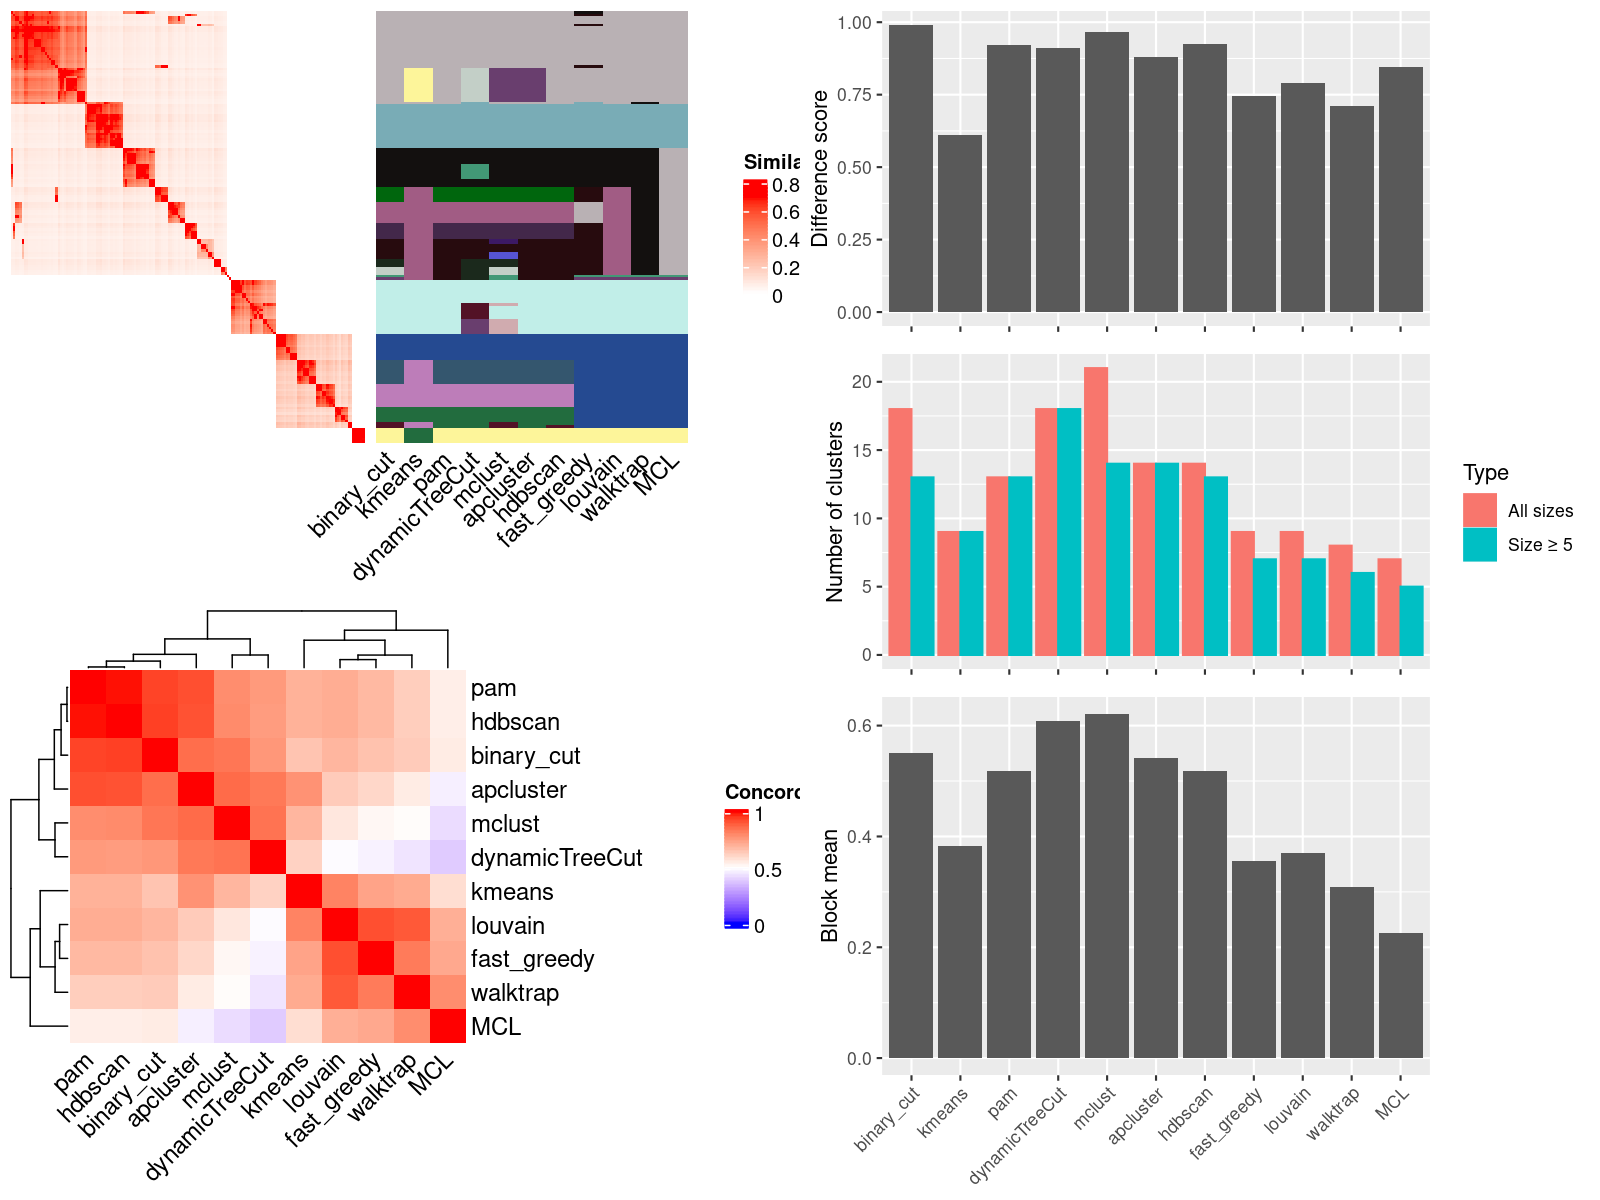 Simila
0.8
0.6
0.4
0.2
0
binary_cut
kmeans
pam
dynamicTreeCut
mclust
apcluster
hdbscan
fast_greedy
louvain
walktrap
MCL
Difference score
1.00
0.75
0.50
0.25
0.00
Number of clusters
20
15
10
5
0
Type
All sizes
Size ≥ 5
Block mean
0.6
0.4
0.2
0.0
binary_cut
kmeans
pam
dynamicTreeCut
mclust
apcluster
hdbscan
fast_greedy
louvain
walktrap
MCL
pam
hdbscan
binary_cut
apcluster
mclust
dynamicTreeCut
kmeans
louvain
fast_greedy
walktrap
MCL
Concord
1
0.5
0
pam
hdbscan
binary_cut
apcluster
mclust
dynamicTreeCut
kmeans
louvain
fast_greedy
walktrap
MCL